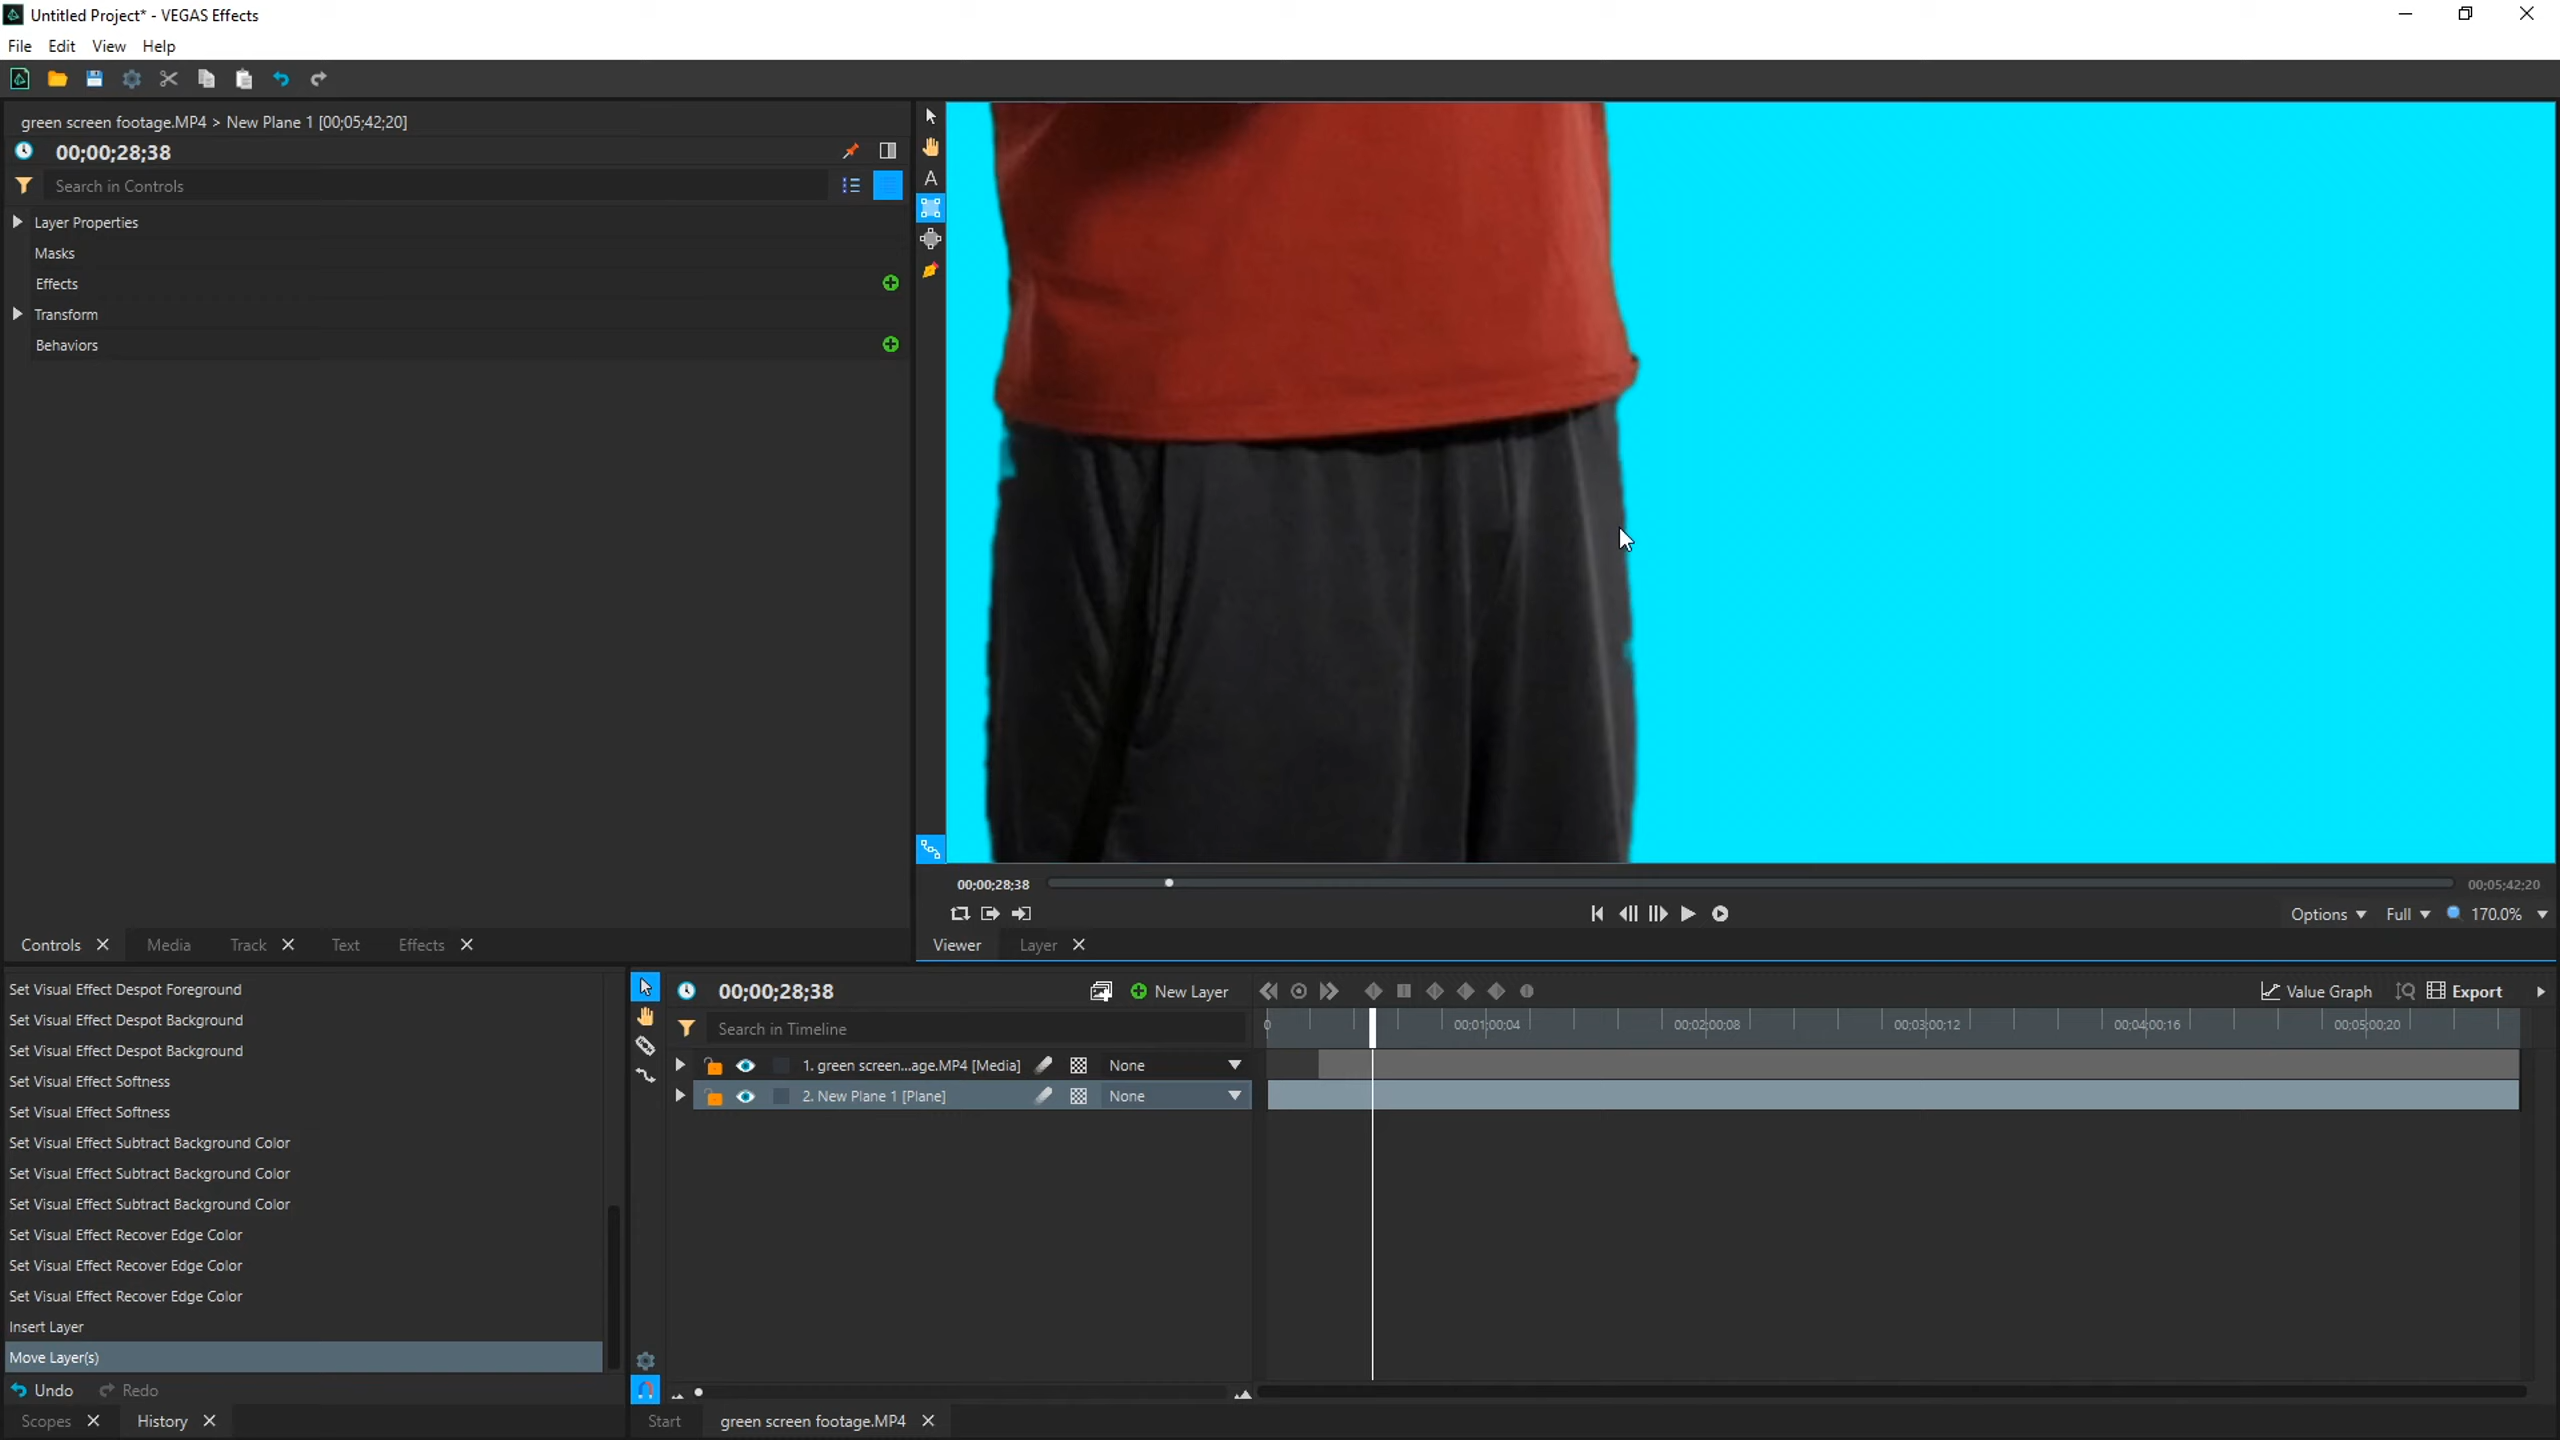 Untitled Project* - VEGAS Effects
File Edit View Help
green screen footage.MP4 > New Plane 1 [00;05;42;20]
00;00;28;38
Search in Controls
Layer Properties
Masks
Effects
Transform
Behaviors
00;00;28;38
00;05;42;20
Options Full 170.0%
Controls Media Track Text Effects
Viewer Layer
Set Visual Effect Despot Foreground
Set Visual Effect Despot Background
Set Visual Effect Despot Background
Set Visual Effect Softness
Set Visual Effect Softness
Set Visual Effect Subtract Background Color
Set Visual Effect Subtract Background Color
Set Visual Effect Subtract Background Color
Set Visual Effect Recover Edge Color
Set Visual Effect Recover Edge Color
Set Visual Effect Recover Edge Color
Insert Layer
Move Layer(s)
Undo Redo
Scopes History
00;00;28;38 New Layer Value Graph Export
Search in Timeline
0 00;01;00;04 00;02;00;08 00;03;00;12 00;04;00;16 00;05;00;20
1. green screen...age.MP4 [Media] None
2. New Plane 1 [Plane] None
Start green screen footage.MP4